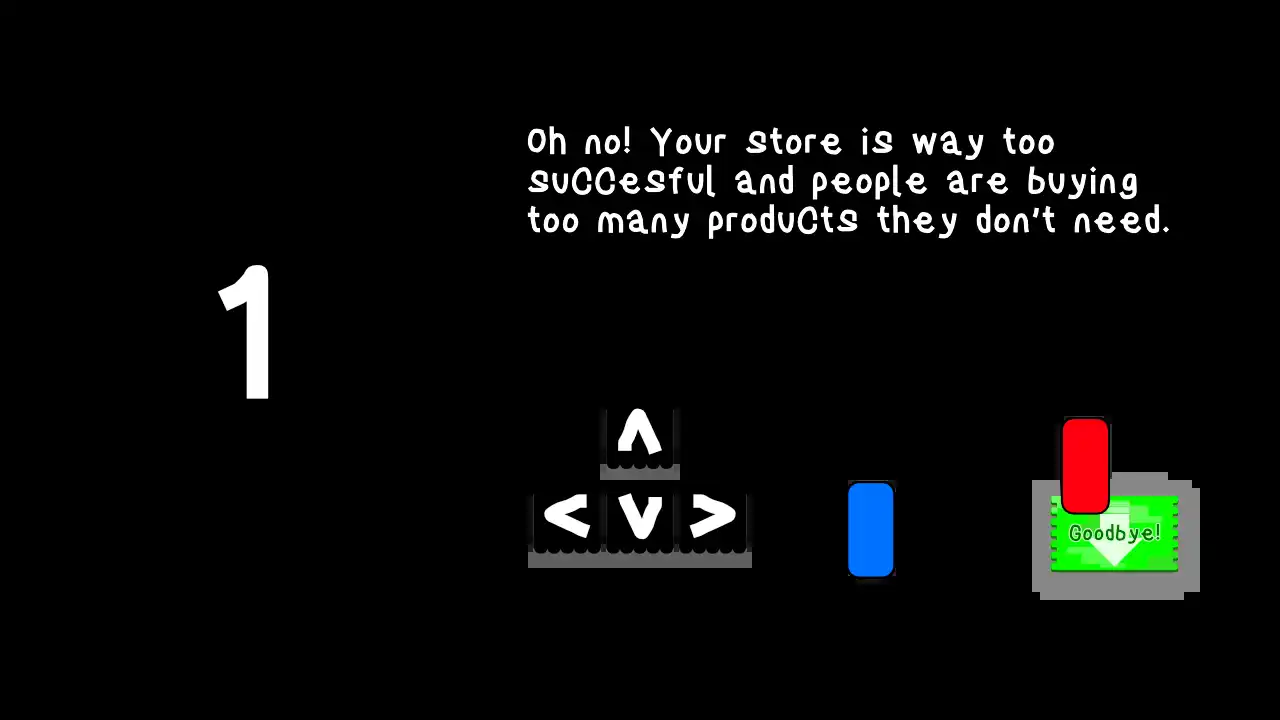 Oh no! Your store is way too
succesful and people are buying
too many products they don't need.
1
^
< v >
Goodbye!